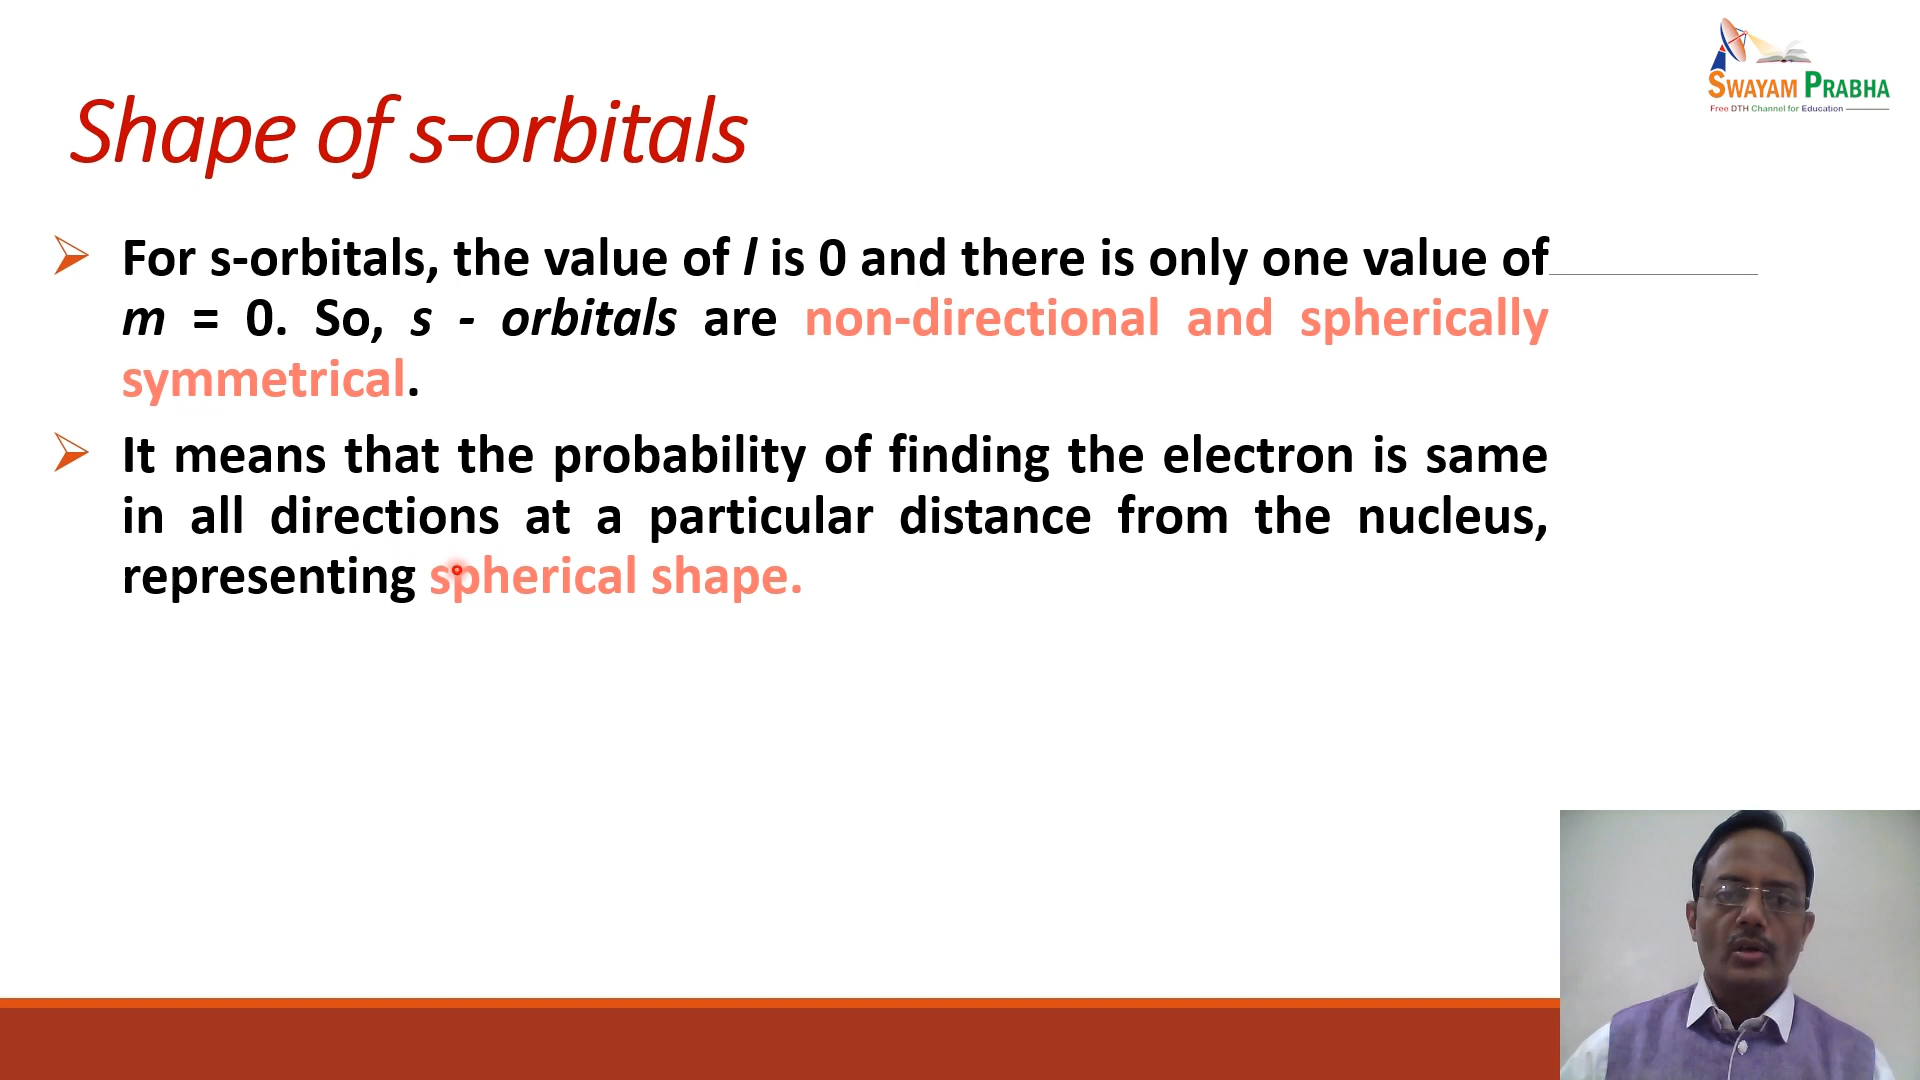 SWAYAM PRABHA
Free DTH Channel for Education
Shape of s-orbitals
For s-orbitals, the value of l is 0 and there is only one value of
m = 0. So, s - orbitals are non-directional and spherically
symmetrical.
It means that the probability of finding the electron is same
in all directions at a particular distance from the nucleus,
representing spherical shape.